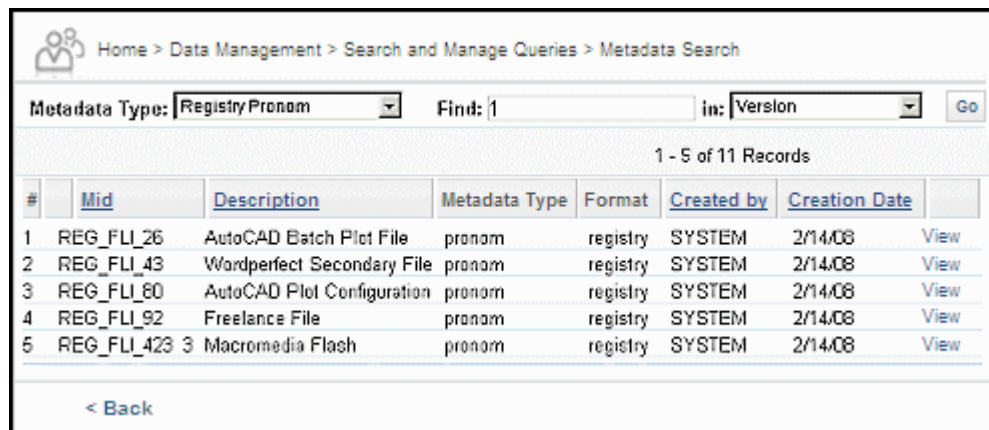 Home > Data Management > Search and Manage Queries > Metadata Search
Metadata Type: Registry Pronom Find: 1 in: Version Go
1 - 5 of 11 Records
# Mid Description Metadata Type Format Created by Creation Date
1 REG_FLI_26 AutoCAD Batch Plot File pronom registry SYSTEM 2/14/08 View
2 REG_FLI_43 Wordperfect Secondary File pronom registry SYSTEM 2/14/08 View
3 REG_FLI_80 AutoCAD Plot Configuration pronom registry SYSTEM 2/14/08 View
4 REG_FLI_92 Freelance File pronom registry SYSTEM 2/14/08 View
5 REG_FLI_423 3 Macromedia Flash pronom registry SYSTEM 2/14/08 View
< Back